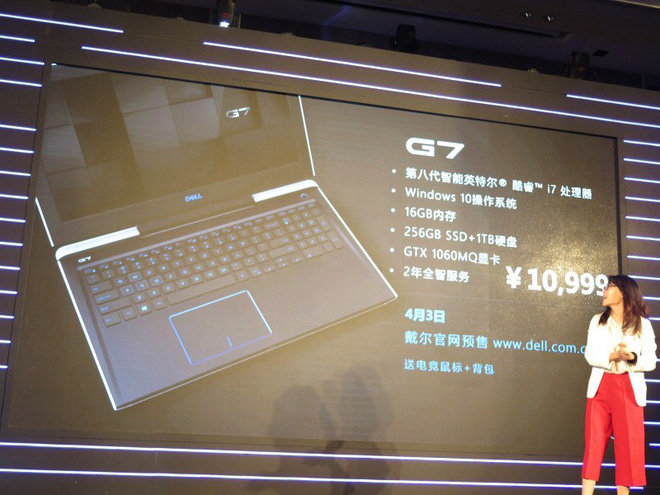 G7
DELL
G7
G7
• 第八代智能英特尔® 酷睿™ i7 处理器
• Windows 10操作系统
• 16GB内存
• 256GB SSD+1TB硬盘
• GTX 1060MQ显卡
• 2年全智服务
¥10,999
4月3日
戴尔官网预售 www.dell.com.c
送电竞鼠标+背包